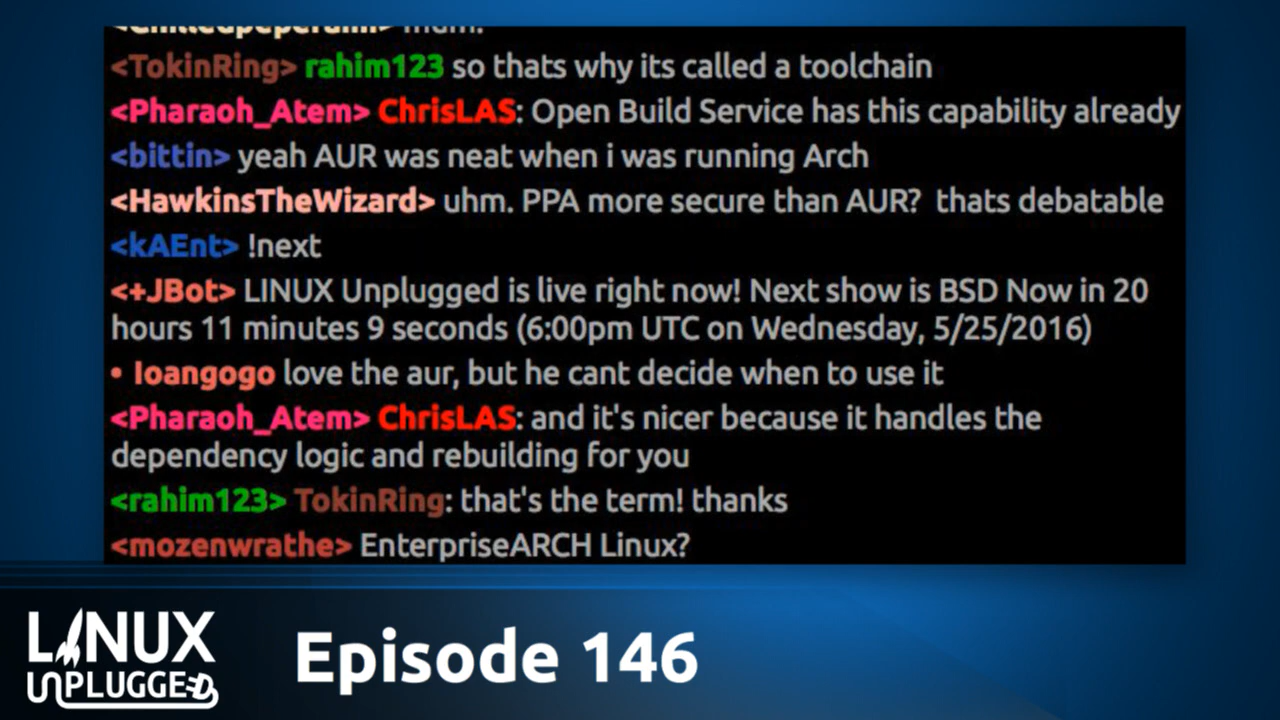 <TokinRing> rahim123 so thats why its called a toolchain
<Pharaoh_Atem> ChrisLAS: Open Build Service has this capability already
<bittin> yeah AUR was neat when i was running Arch
<HawkinsTheWizard> uhm. PPA more secure than AUR?  thats debatable
<kAEnt> !next
<+JBot> LINUX Unplugged is live right now! Next show is BSD Now in 20
hours 11 minutes 9 seconds (6:00pm UTC on Wednesday, 5/25/2016)
• Ioangogo love the aur, but he cant decide when to use it
<Pharaoh_Atem> ChrisLAS: and it's nicer because it handles the
dependency logic and rebuilding for you
<rahim123> TokinRing: that's the term! thanks
<mozenwrathe> EnterpriseARCH Linux?
LINUX
UNPLUGGED
Episode 146